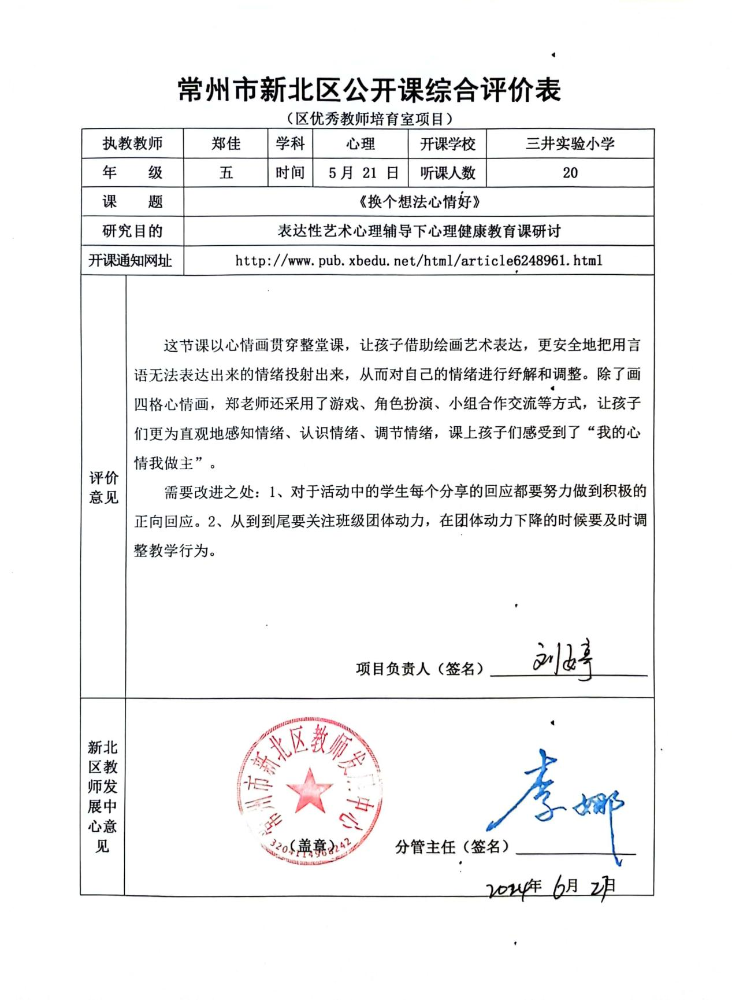 常州市新北区公开课综合评价表
（区优秀教师培育室项目）
执教教师 郑佳 学科 心理 开课学校 三井实验小学
年 级 五 时间 5月 21 日 听课人数 20
课 题 《换个想法心情好》
研究目的 表达性艺术心理辅导下心理健康教育课研讨
开课通知网址 http://www.pub.xbedu.net/html/article6248961.html
评价
意见
这节课以心情画贯穿整堂课，让孩子借助绘画艺术表达，更安全地把用言
语无法表达出来的情绪投射出来，从而对自己的情绪进行纾解和调整。除了画
四格心情画，郑老师还采用了游戏、角色扮演、小组合作交流等方式，让孩子
们更为直观地感知情绪、认识情绪、调节情绪，课上孩子们感受到了“我的心
情我做主”。
需要改进之处：1、对于活动中的学生每个分享的回应都要努力做到积极的
正向回应。2、从到到尾要关注班级团体动力，在团体动力下降的时候要及时调
整教学行为。
项目负责人（签名） 刘婷
新北
区教
师发
展中
心意
见
常州市新北区教师发展中心
（盖章）
3204114968242
分管主任（签名） 李娜
2024年 6月 27日